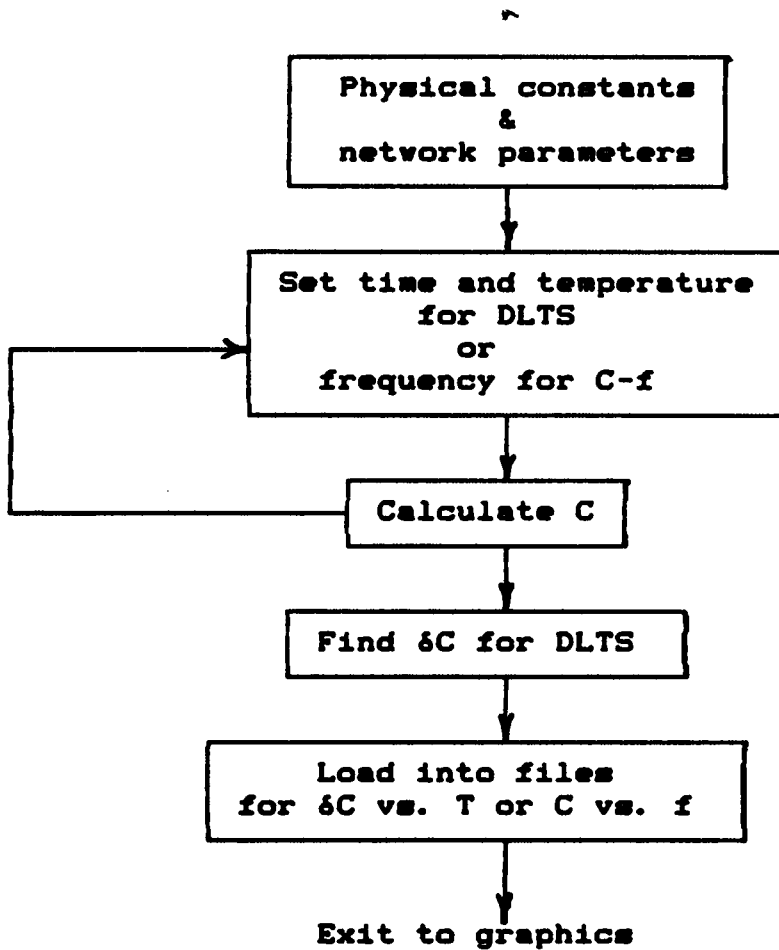 Physical constants
&
network parameters
Set time and temperature
for DLTS
or
frequency for C-f
Calculate C
Find δC for DLTS
Load into files
for δC vs. T or C vs. f
Exit to graphics